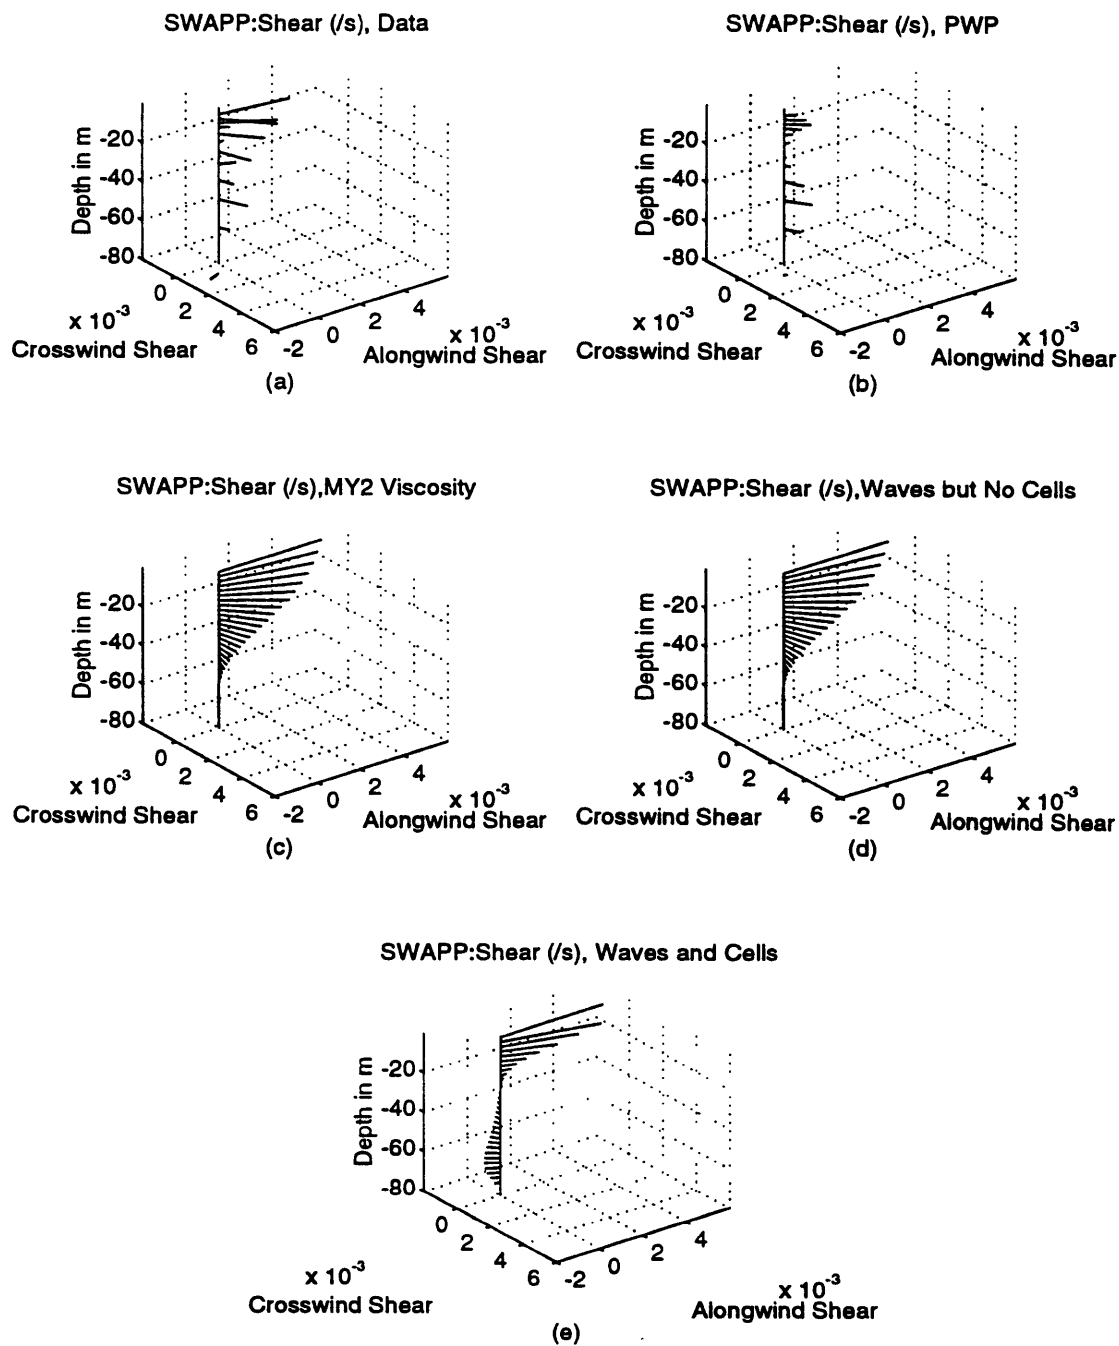 SWAPP:Shear (/s), Data
-20
-40
-60
-80
Depth in m
0
2
4
6
x 10^-3
Crosswind Shear
-2
0
2
4
x 10^-3
Alongwind Shear
(a)
SWAPP:Shear (/s), PWP
-20
-40
-60
-80
Depth in m
0
2
4
6
x 10^-3
Crosswind Shear
-2
0
2
4
x 10^-3
Alongwind Shear
(b)
SWAPP:Shear (/s),MY2 Viscosity
-20
-40
-60
-80
Depth in m
0
2
4
6
x 10^-3
Crosswind Shear
-2
0
2
4
x 10^-3
Alongwind Shear
(c)
SWAPP:Shear (/s),Waves but No Cells
-20
-40
-60
-80
Depth in m
0
2
4
6
x 10^-3
Crosswind Shear
-2
0
2
4
x 10^-3
Alongwind Shear
(d)
SWAPP:Shear (/s), Waves and Cells
-20
-40
-60
-80
Depth in m
0
2
4
6
x 10^-3
Crosswind Shear
-2
0
2
4
x 10^-3
Alongwind Shear
(e)